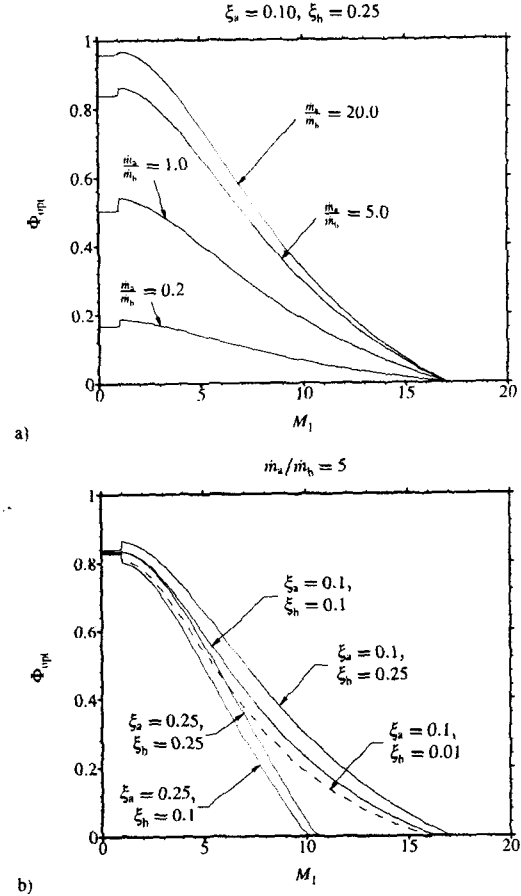 ξa = 0.10, ξb = 0.25
1
0.8
0.6
0.4
0.2
0
Φopt
ṁa/ṁb = 20.0
ṁa/ṁb = 1.0
ṁa/ṁb = 5.0
ṁa/ṁb = 0.2
0 5 10 15 20
M1
a)
ṁa/ṁb = 5
1
0.8
0.6
0.4
0.2
0
Φopt
ξa = 0.1,
ξb = 0.1
ξa = 0.1,
ξb = 0.25
ξa = 0.25,
ξb = 0.25
ξa = 0.1,
ξb = 0.01
ξa = 0.25,
ξb = 0.1
0 5 10 15 20
M1
b)